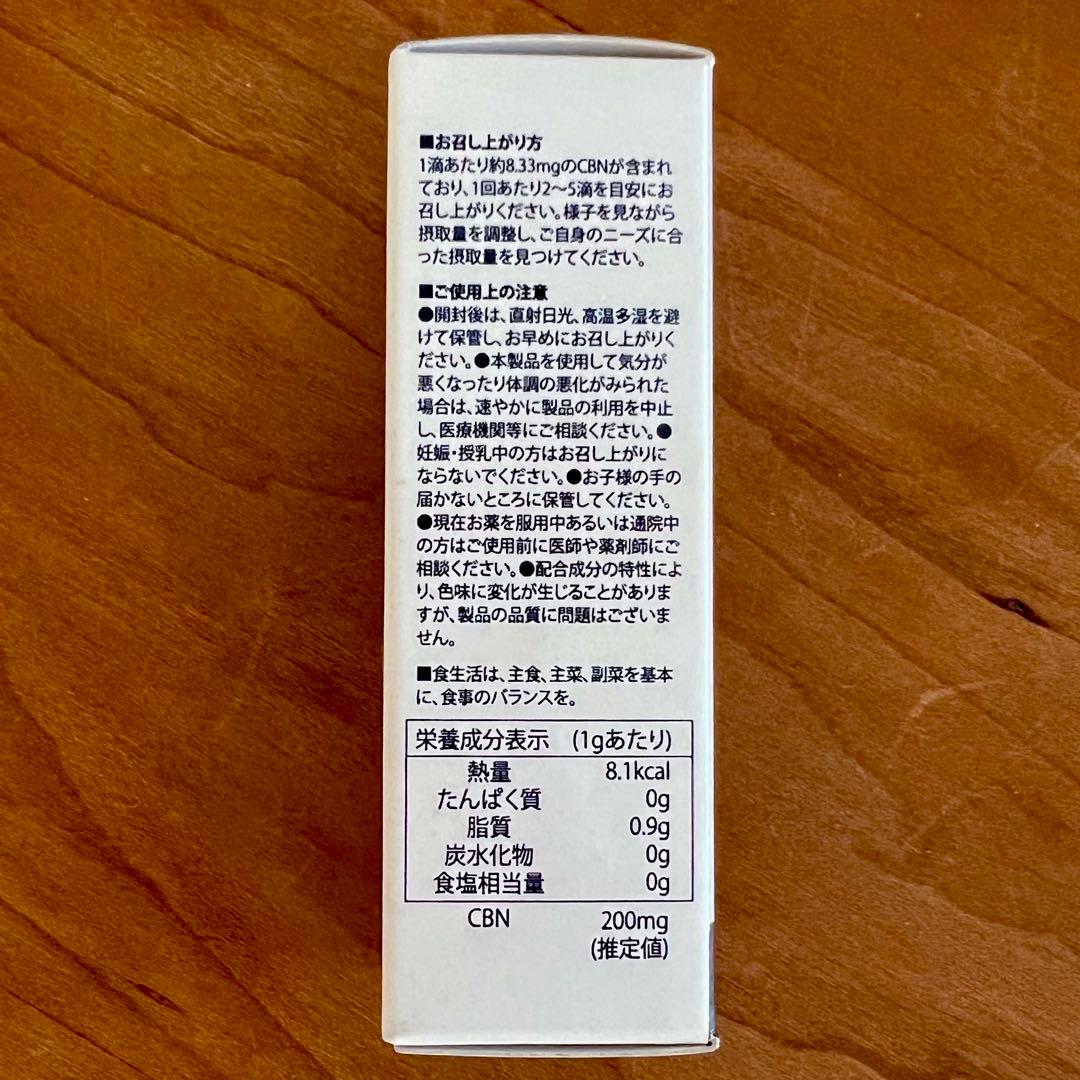 ■お召し上がり方
1滴あたり約8.33mgのCBNが含まれ
ており、1回あたり2〜5滴を目安にお
召し上がりください。様子を見ながら
摂取量を調整し、ご自身のニーズに合
った摂取量を見つけてください。
■ご使用上の注意
●開封後は、直射日光、高温多湿を避
けて保管し、お早めにお召し上がりく
ださい。●本製品を使用して気分が
悪くなったり体調の悪化がみられた
場合は、速やかに製品の利用を中止
し、医療機関等にご相談ください。●
妊娠・授乳中の方はお召し上がりに
ならないでください。●お子様の手の
届かないところに保管してください。
●現在お薬を服用中あるいは通院中
の方はご使用前に医師や薬剤師にご
相談ください。●配合成分の特性によ
り、色味に変化が生じることがありま
すが、製品の品質に問題はございま
せん。
■食生活は、主食、主菜、副菜を基本
に、食事のバランスを。
栄養成分表示 (1gあたり)
熱量 8.1kcal
たんぱく質 0g
脂質 0.9g
炭水化物 0g
食塩相当量 0g
CBN 200mg
(推定値)